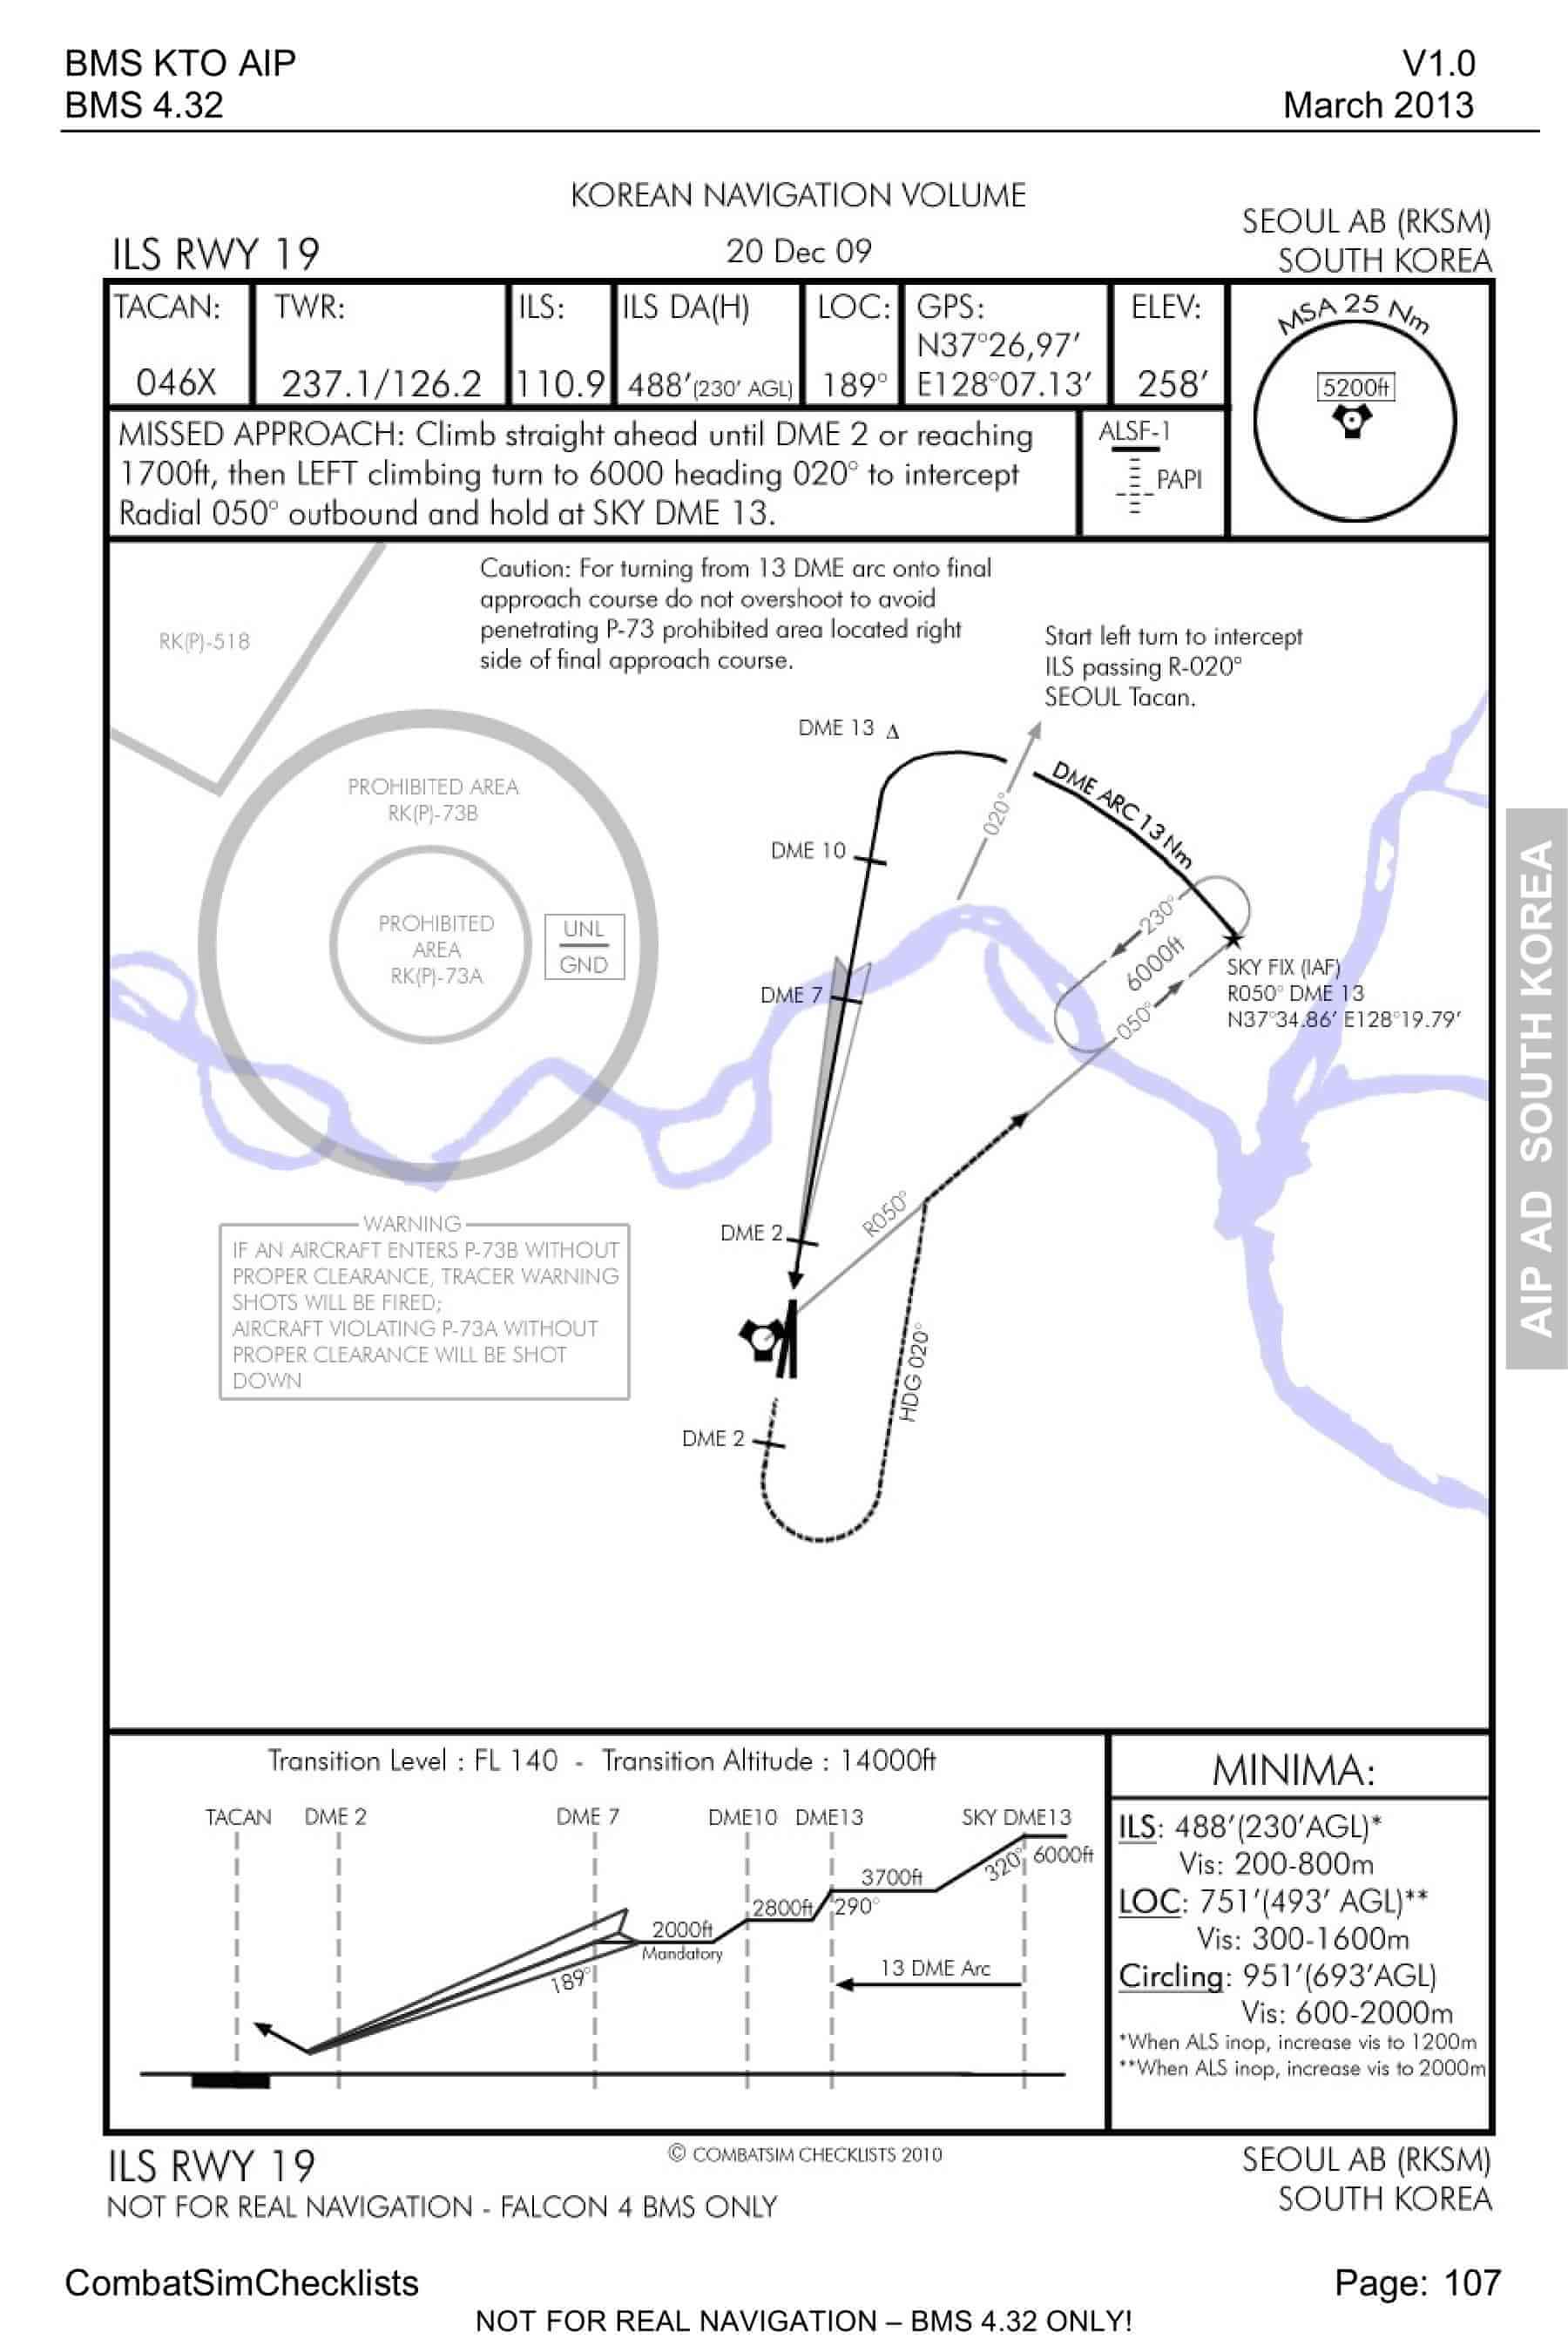 BMS KTO AIP
V1.0
BMS 4.32
March 2013
KOREAN NAVIGATION VOLUME
ILS RWY 19
20 Dec 09
SEOUL AB (RKSM)
SOUTH KOREA
TACAN:
046X
TWR:
237.1/126.2
ILS:
110.9
ILS DA(H)
488'(230' AGL)
LOC:
189°
GPS:
N37°26,97'
E128°07.13'
ELEV:
258'
MSA 25 Nm
5200ft
MISSED APPROACH: Climb straight ahead until DME 2 or reaching
1700ft, then LEFT climbing turn to 6000 heading 020° to intercept
Radial 050° outbound and hold at SKY DME 13.
ALSF-1
PAPI
Caution: For turning from 13 DME arc onto final
approach course do not overshoot to avoid
penetrating P-73 prohibited area located right
side of final approach course.
RK(P)-518
Start left turn to intercept
ILS passing R-020°
SEOUL Tacan.
DME 13
DME ARC 13 Nm
020°
PROHIBITED AREA
RK(P)-73B
DME 10
PROHIBITED
AREA
RK(P)-73A
UNL
GND
230°
6000ft
050°
SKY FIX (IAF)
R050° DME 13
N37°34.86' E128°19.79'
DME 7
R050°
DME 2
WARNING
IF AN AIRCRAFT ENTERS P-73B WITHOUT
PROPER CLEARANCE, TRACER WARNING
SHOTS WILL BE FIRED;
AIRCRAFT VIOLATING P-73A WITHOUT
PROPER CLEARANCE WILL BE SHOT
DOWN
HDG 020°
DME 2
AIP AD SOUTH KOREA
Transition Level : FL 140 - Transition Altitude : 14000ft
TACAN
DME 2
DME 7
DME10
DME13
SKY DME13
320°
6000ft
3700ft
290°
2800ft
2000ft
Mandatory
189°
13 DME Arc
MINIMA:
ILS: 488'(230'AGL)*
Vis: 200-800m
LOC: 751'(493' AGL)**
Vis: 300-1600m
Circling: 951'(693'AGL)
Vis: 600-2000m
*When ALS inop, increase vis to 1200m
**When ALS inop, increase vis to 2000m
ILS RWY 19
© COMBATSIM CHECKLISTS 2010
SEOUL AB (RKSM)
NOT FOR REAL NAVIGATION - FALCON 4 BMS ONLY
SOUTH KOREA
CombatSimChecklists
Page: 107
NOT FOR REAL NAVIGATION – BMS 4.32 ONLY!